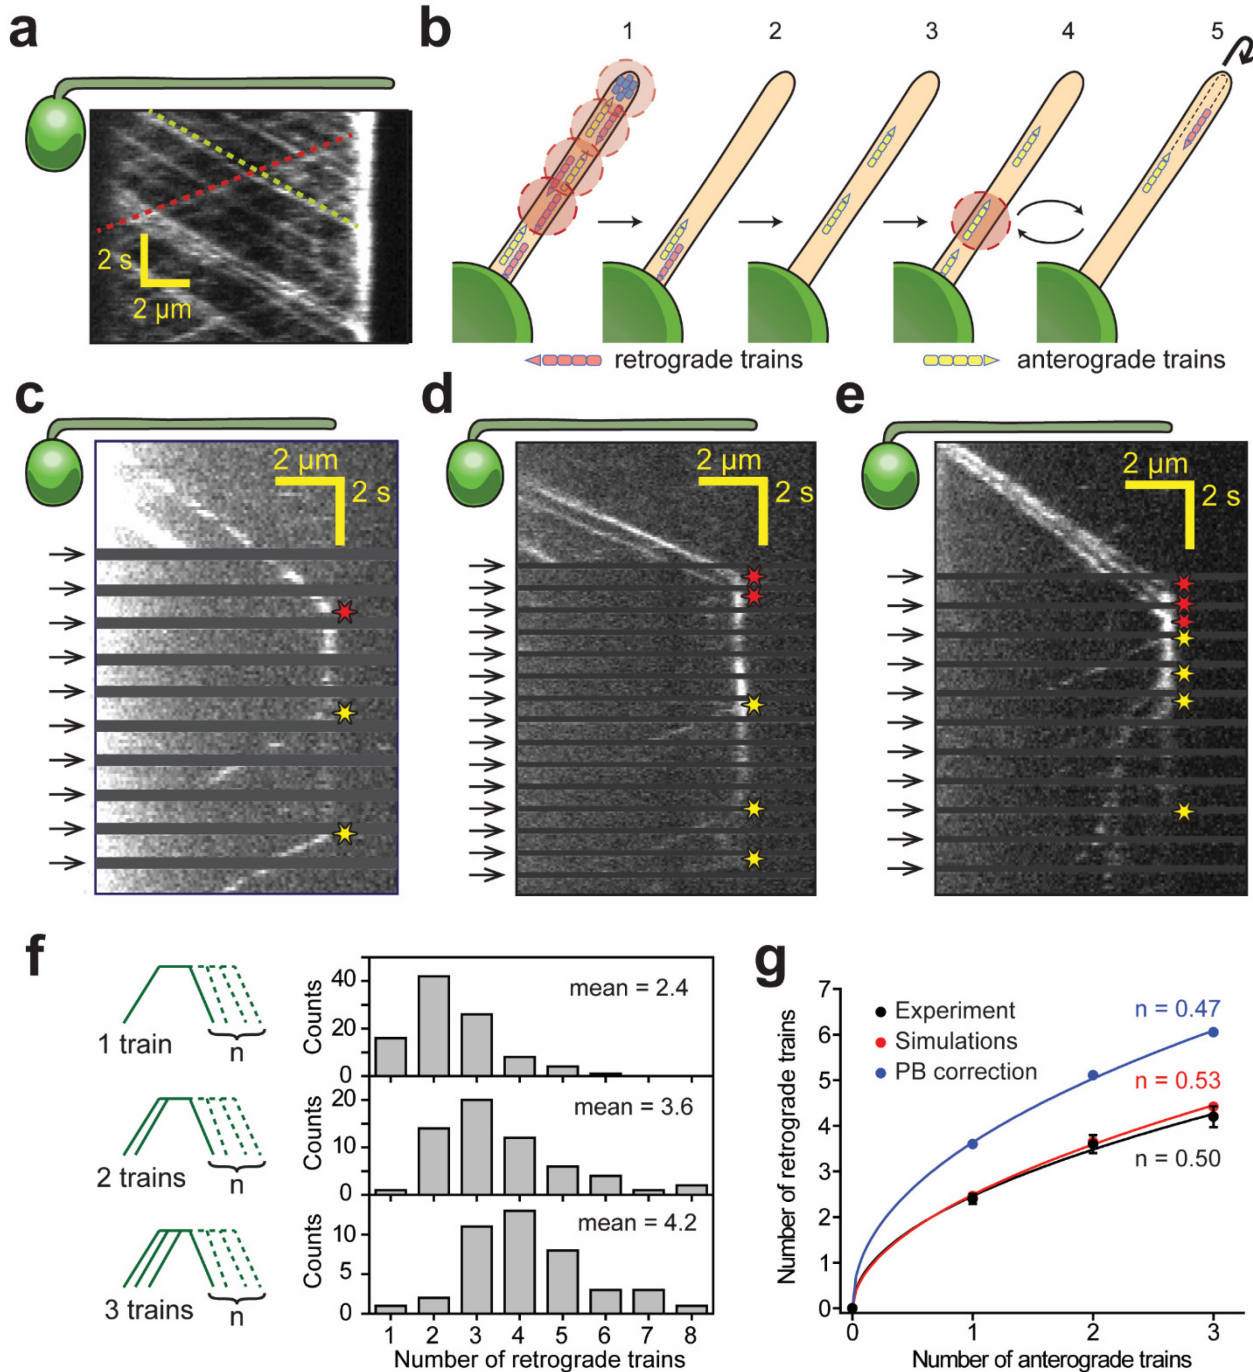 a
2 s
2 µm
b
1 2 3 4 5
retrograde trains
anterograde trains
c
2 µm
2 s
d
2 µm
2 s
e
2 µm
2 s
f
1 train
n
2 trains
n
3 trains
n
Counts
40
20
0
mean = 2.4
Counts
20
10
0
mean = 3.6
Counts
10
5
0
mean = 4.2
1 2 3 4 5 6 7 8
Number of retrograde trains
g
Number of retrograde trains
7
6
5
4
3
2
1
0
Experiment
Simulations
PB correction
n = 0.47
n = 0.53
n = 0.50
0 1 2 3
Number of anterograde trains